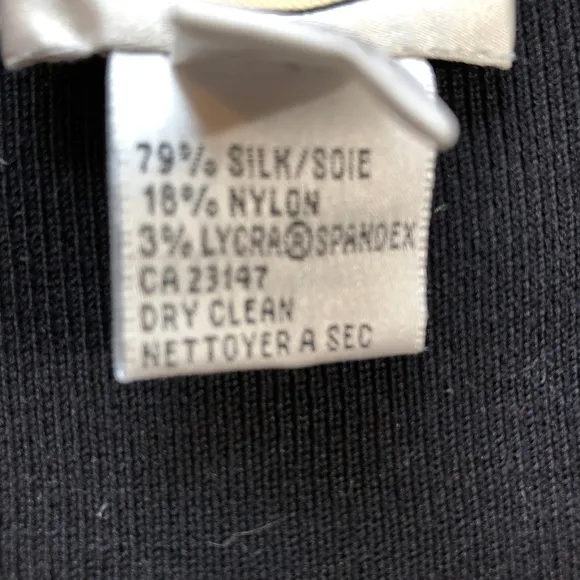 79% SILK/SOIE
18% NYLON
3% LYCRA®SPANDEX
CA 23147
DRY CLEAN
NETTOYER A SEC